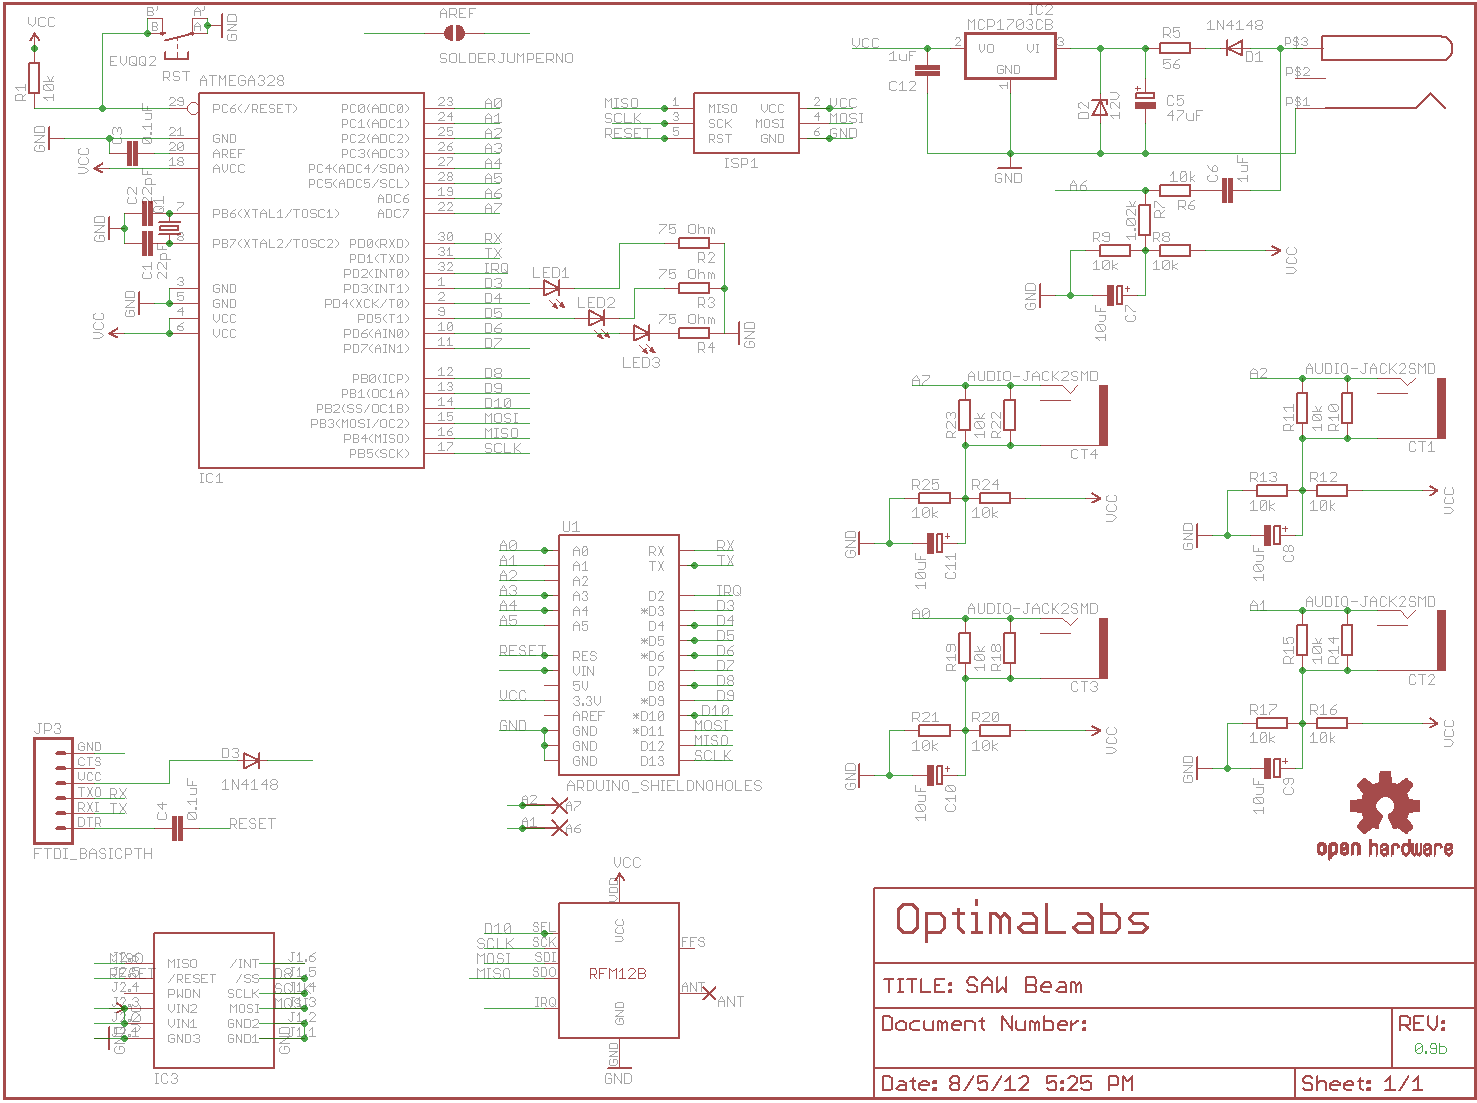 VCC
R1
10k
B'
A'
B
A
EVQQ2
RST
GND
AREF
SOLDERJUMPERNO
ATMEGA328
29
PC6(/RESET)
GND
C3
0.1uF
21
GND
20
AREF
VCC
18
AVCC
C2
22pF
Q1
7
PB6(XTAL1/TOSC1)
GND
8
PB7(XTAL2/TOSC2)
C1
22pF
GND
3
GND
5
GND
4
VCC
VCC
6
VCC
PC0(ADC0) 23 A0
PC1(ADC1) 24 A1
PC2(ADC2) 25 A2
PC3(ADC3) 26 A3
PC4(ADC4/SDA) 27 A4
PC5(ADC5/SCL) 28 A5
ADC6 19 A6
ADC7 22 A7
PD0(RXD) 30 RX
PD1(TXD) 31 TX
PD2(INT0) 32 IRQ
PD3(INT1) 1 D3
PD4(XCK/T0) 2 D4
PD5(T1) 9 D5
PD6(AIN0) 10 D6
PD7(AIN1) 11 D7
PB0(ICP) 12 D8
PB1(OC1A) 13 D9
PB2(SS/OC1B) 14 D10
PB3(MOSI/OC2) 15 MOSI
PB4(MISO) 16 MISO
PB5(SCK) 17 SCLK
IC1
LED1
LED2
LED3
75 Ohm
R2
75 Ohm
R3
75 Ohm
R4
GND
MISO 1 MISO VCC 2 VCC
SCLK 3 SCK MOSI 4 MOSI
RESET 5 RST GND 6 GND
ISP1
IC2
MCP1703CB
VCC
2
VO
VI
3
GND
1
1uF
C12
GND
D2
12V
C5
47uF
R5
56
1N4148
D1
P$3
P$2
P$1
A6
10k
R6
C6
1uF
R7
1.02k
R9
10k
R8
10k
VCC
GND
10uF
C7
A7
AUDIO-JACK2SMD
R23
10k
R22
CT4
R25
10k
R24
10k
VCC
GND
10uF
C11
A2
AUDIO-JACK2SMD
R11
10k
R10
CT1
R13
10k
R12
10k
VCC
GND
10uF
C8
A0
AUDIO-JACK2SMD
R19
10k
R18
CT3
R21
10k
R20
10k
VCC
GND
10uF
C10
A1
AUDIO-JACK2SMD
R15
10k
R14
CT2
R17
10k
R16
10k
VCC
GND
10uF
C9
U1
A0 A0 RX RX
A1 A1 TX TX
A2 A2
A3 A3 D2 IRQ
A4 A4 *D3 D3
A5 A5 D4 D4
*D5 D5
RESET RES *D6 D6
VIN D7 D7
5V D8 D8
VCC 3.3V *D9 D9
AREF *D10 D10
GND GND *D11 MOSI
GND D12 MISO
GND D13 SCLK
ARDUINO_SHIELDNOHOLES
A2 A7
A1 A6
JP3
GND
CTS
VCC
TXO RX
RXI TX
DTR
FTDI_BASICPTH
D3
1N4148
C4
0.1uF
RESET
open hardware
VCC
VDD
VCC
D10 SEL
SCLK SCK
MOSI SDI
MISO SDO
IRQ
RFM12B
FFS
ANT
ANT
GND
GND
GND
MISO
J2.5
RESET
J2.4
J2.3
MISO /INT J1.6
/RESET /SS J1.5
PWDN SCLK
VIN2 MOSI
VIN1 GND2 J1.2
GND3 GND1 J1.1
D8
GND
GND
IC3
OptimaLabs
TITLE: SAW Beam
Document Number:
REV:
0.9b
Date: 8/5/12 5:25 PM
Sheet: 1/1